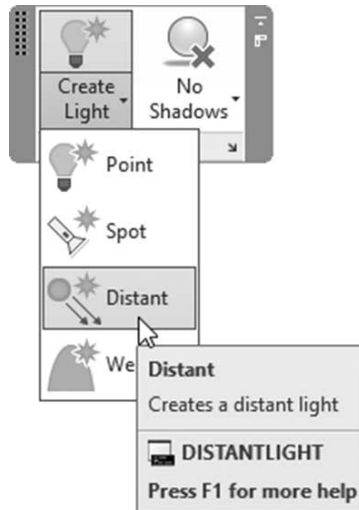 Create
Light
No
Shadows
Point
Spot
Distant
We
Distant
Creates a distant light
DISTANTLIGHT
Press F1 for more help